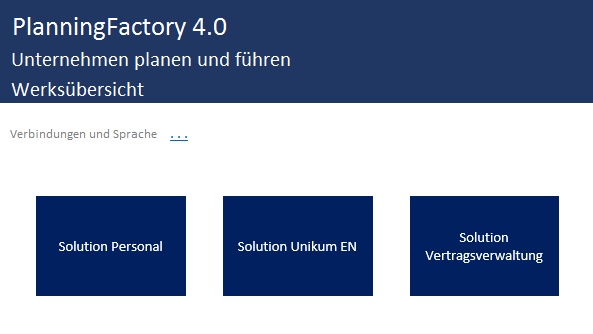 PlanningFactory 4.0
Unternehmen planen und führen
Werksübersicht
Verbindungen und Sprache ...
Solution Personal
Solution Unikum EN
Solution
Vertragsverwaltung